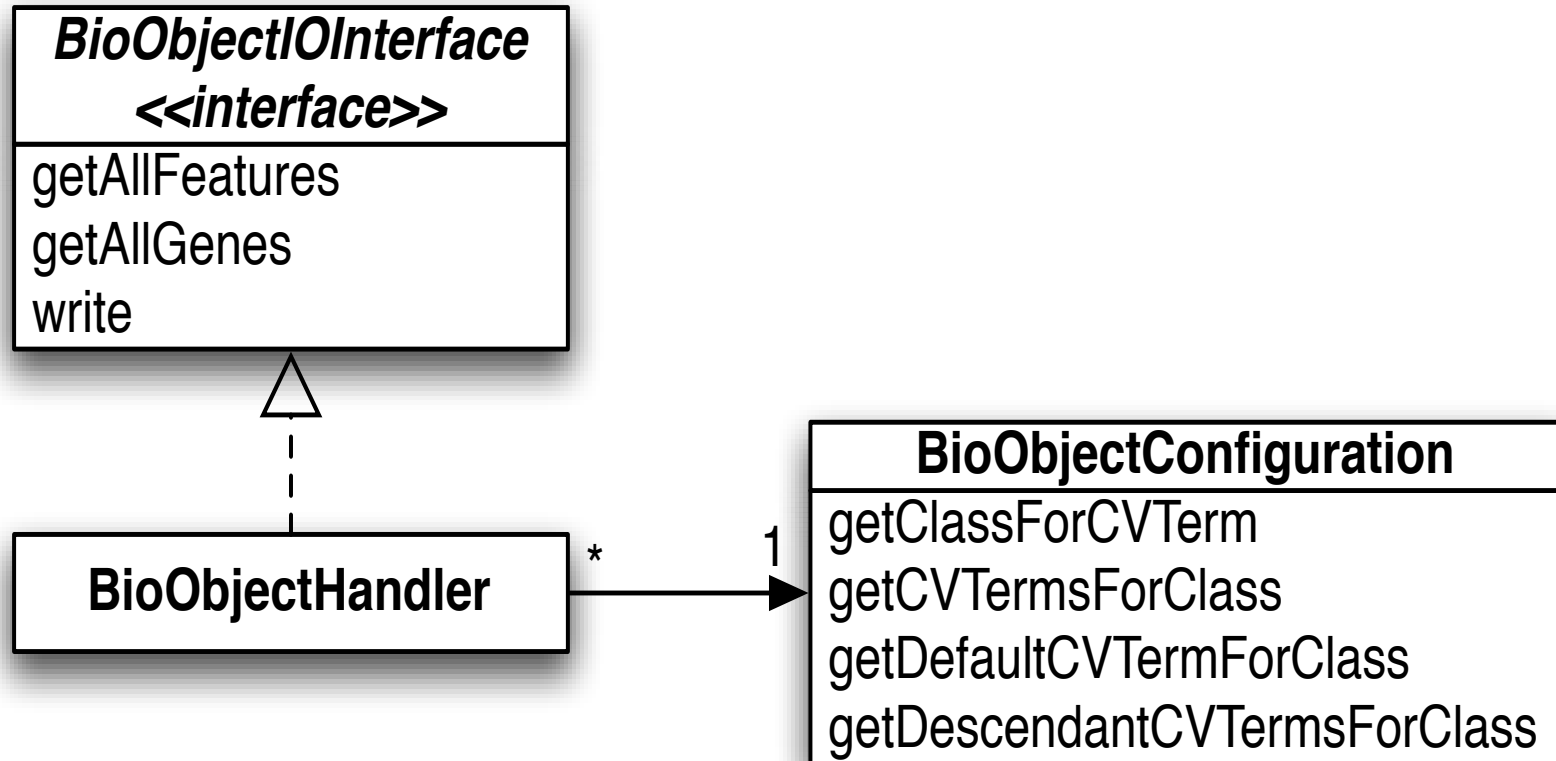 BioObjectIOInterface
<<interface>>
getAllFeatures
getAllGenes
write
BioObjectHandler
*
1
BioObjectConfiguration
getClassForCVTerm
getCVTermsForClass
getDefaultCVTermForClass
getDescendantCVTermsForClass